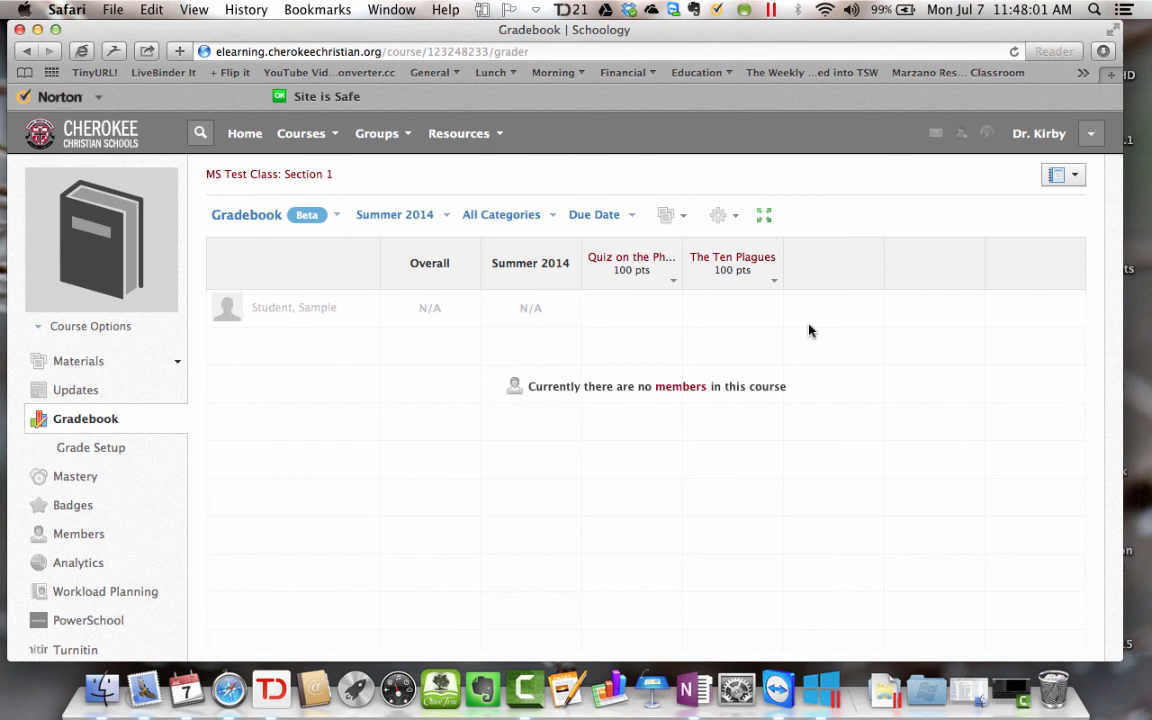 Safari File Edit View History Bookmarks Window Help 21 99% Mon Jul 7 11:48:01 AM
Gradebook | Schoology
elearning.cherokeechristian.org/course/123248233/grader Reader
TinyURL! LiveBinder It + Flip it YouTube Vid...onverter.cc General Lunch Morning Financial Education The Weekly ...ed into TSW Marzano Res... Classroom HD
Norton OK Site is Safe
CHEROKEE
CHRISTIAN SCHOOLS
Home Courses Groups Resources Dr. Kirby
MS Test Class: Section 1
Gradebook Beta Summer 2014 All Categories Due Date
Overall Summer 2014 Quiz on the Ph... 100 pts The Ten Plagues 100 pts
Student, Sample N/A N/A
Currently there are no members in this course
Course Options
Materials
Updates
Gradebook
Grade Setup
Mastery
Badges
Members
Analytics
Workload Planning
PowerSchool
Turnitin